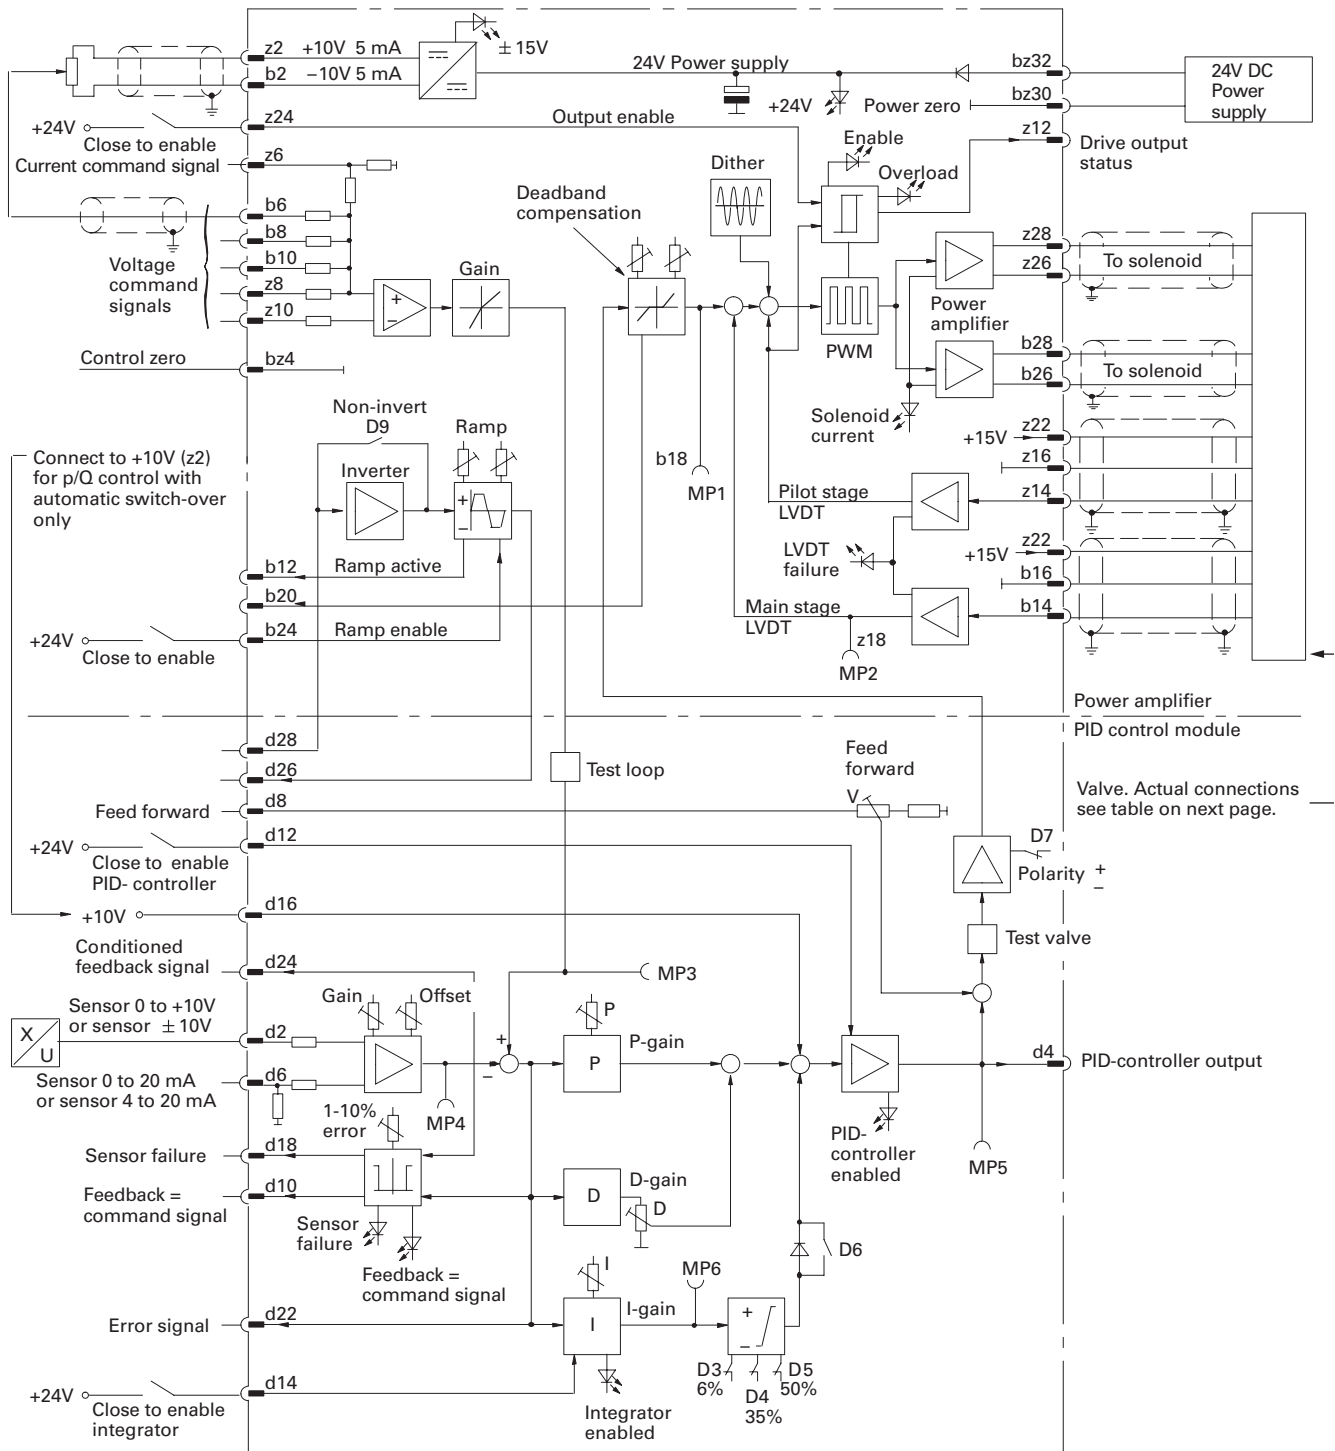 z2 +10V 5 mA
± 15V
b2 −10V 5 mA
24V Power supply
bz32
24V DC
Power
supply
+24V
Power zero
bz30
+24V
z24
Output enable
z12
Close to enable
Drive output
status
Current command signal
z6
Enable
Dither
Overload
Deadband
compensation
b6
b8
z28
z26
To solenoid
Voltage
command
signals
b10
Gain
z8
+
−
z10
Power
amplifier
PWM
Control zero
bz4
b28
b26
To solenoid
Non-invert
D9
Ramp
Solenoid
current
z22
+15V
Connect to +10V (z2)
for p/Q control with
automatic switch-over
only
b18
Inverter
z16
MP1
+
−
Pilot stage
LVDT
z14
z22
+15V
LVDT
failure
b12
Ramp active
b16
b20
Main stage
LVDT
b14
+24V
b24
Ramp enable
Close to enable
z18
MP2
Power amplifier
PID control module
d28
Feed
forward
d26
Test loop
Feed forward
d8
V
Valve. Actual connections
see table on next page.
+24V
d12
Close to enable
PID- controller
D7
Polarity
+
−
+10V
d16
Test valve
Conditioned
feedback signal
d24
MP3
Sensor 0 to +10V
or sensor ± 10V
Gain
Offset
X
U
d2
+
−
P
P-gain
P
d4
PID-controller output
Sensor 0 to 20 mA
or sensor 4 to 20 mA
d6
1-10%
error
MP4
PID-
controller
enabled
MP5
Sensor failure
d18
Feedback =
command signal
d10
D
D-gain
D
Sensor
failure
D6
Feedback =
command signal
I
MP6
Error signal
d22
I
I-gain
+
−
D3
6%
D4
35%
D5
50%
+24V
d14
Close to enable
integrator
Integrator
enabled